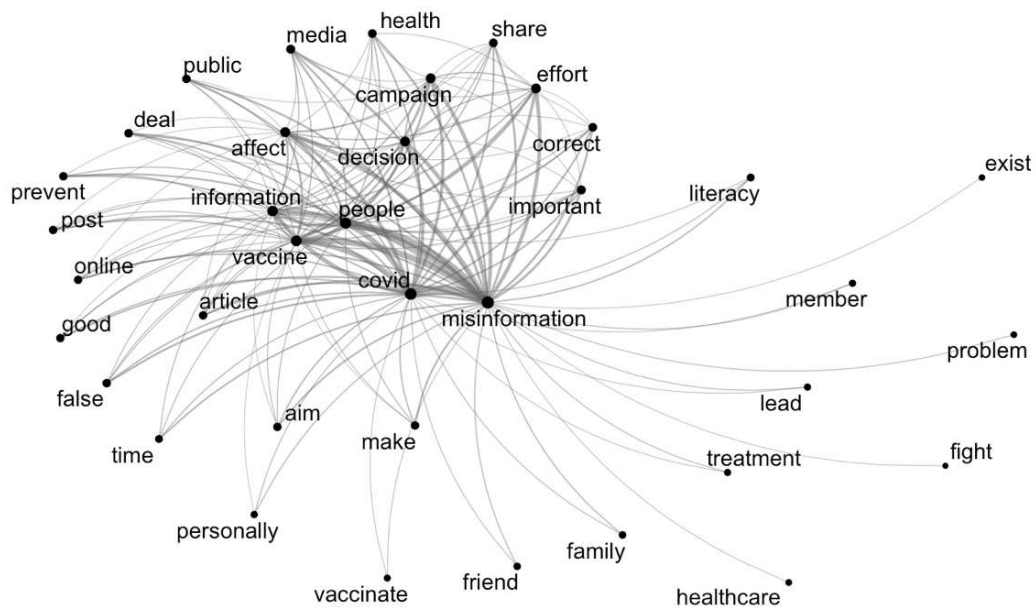 health
share
media
public
effort
campaign
deal
affect
decision
correct
prevent
information
people
important
literacy
exist
post
vaccine
online
covid
article
misinformation
member
good
problem
false
aim
make
lead
time
treatment
fight
personally
family
vaccinate
friend
healthcare